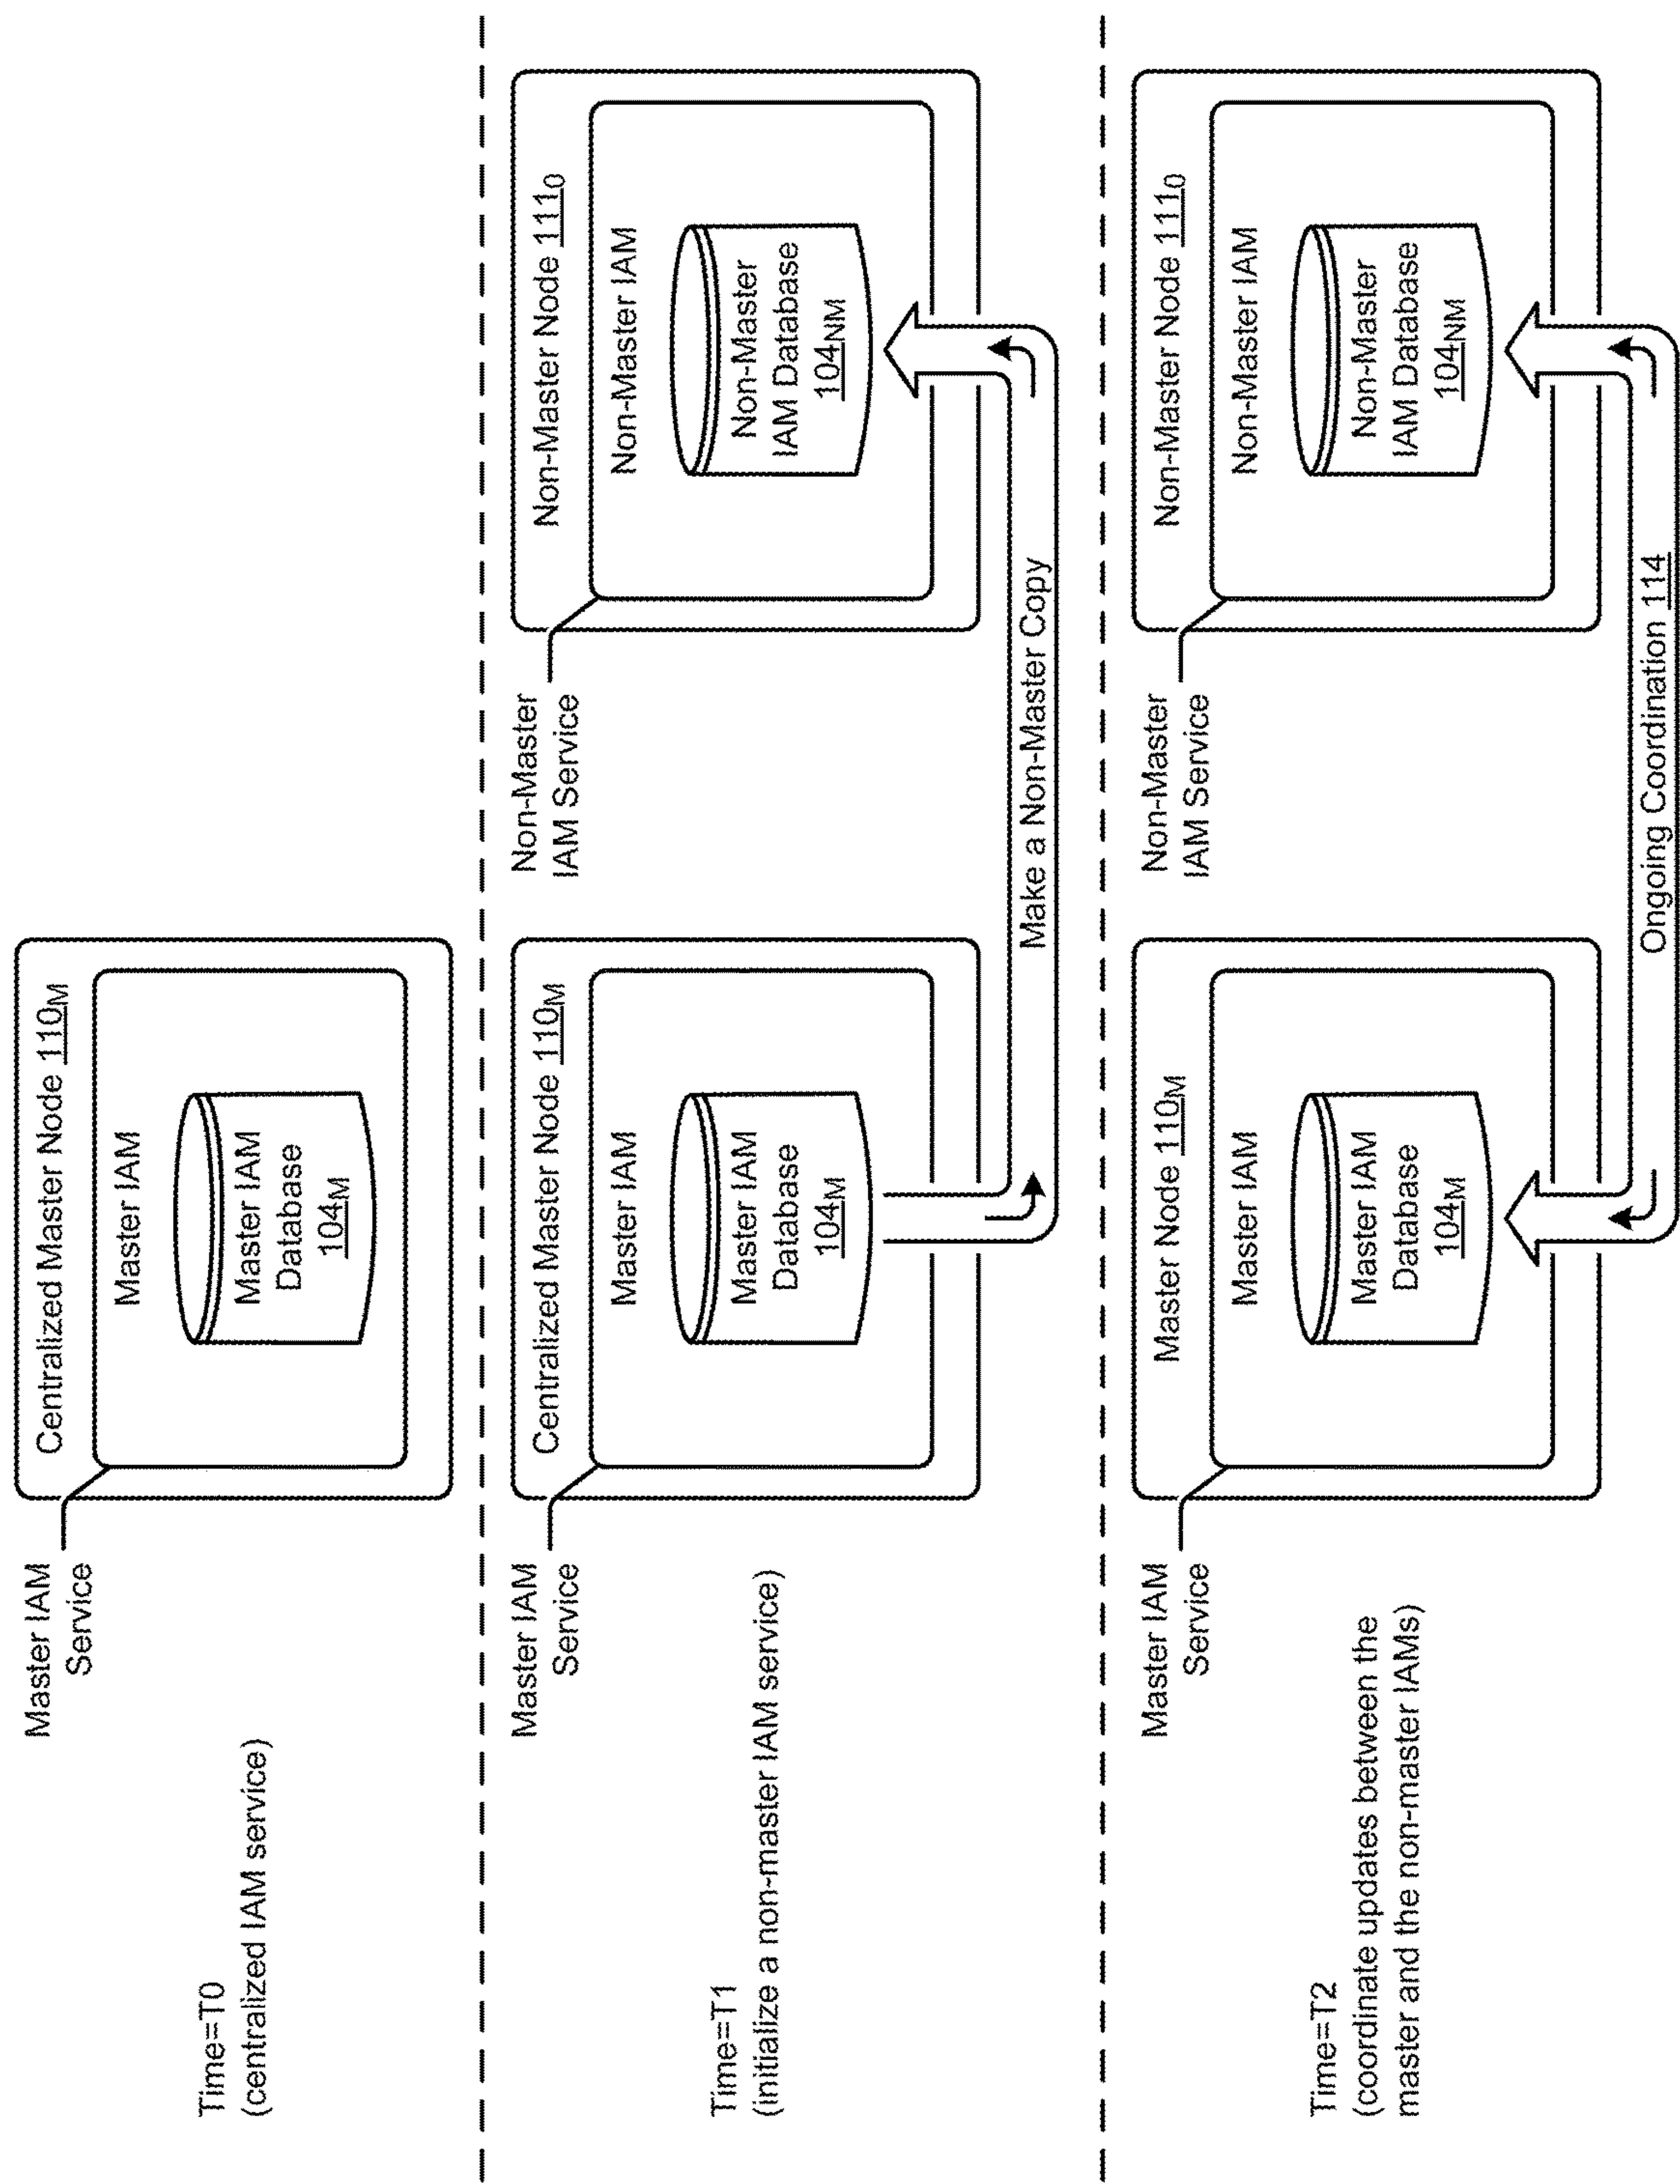 Time=T0
(centralized IAM service)
Master IAM
Service
Centralized Master Node 110M
Master IAM
Master IAM
Database
104M
Time=T1
(initialize a non-master IAM service)
Master IAM
Service
Centralized Master Node 110M
Master IAM
Master IAM
Database
104M
Non-Master
IAM Service
Non-Master Node 1110
Non-Master IAM
Non-Master
IAM Database
104NM
Make a Non-Master Copy
Time=T2
(coordinate updates between the
master and the non-master IAMs)
Master IAM
Service
Master Node 110M
Master IAM
Master IAM
Database
104M
Non-Master
IAM Service
Non-Master Node 1110
Non-Master IAM
Non-Master
IAM Database
104NM
Ongoing Coordination 114